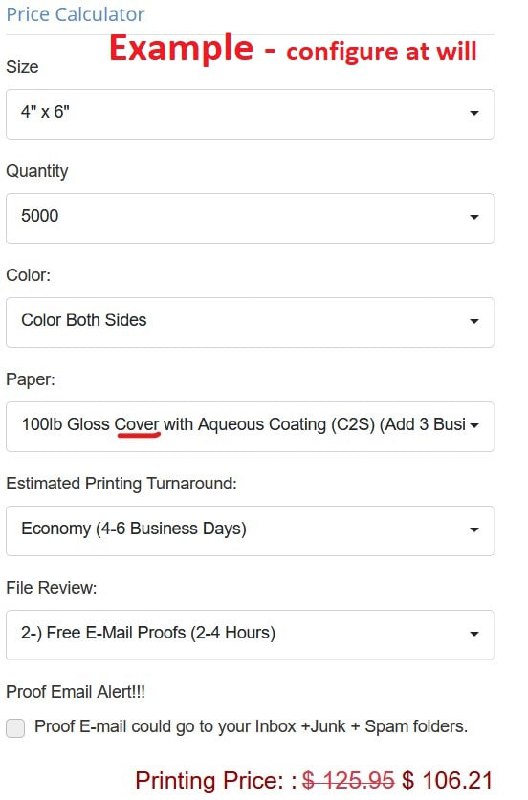 Price Calculator
Example - configure at will
Size
4" x 6"
Quantity
5000
Color:
Color Both Sides
Paper:
100lb Gloss Cover with Aqueous Coating (C2S) (Add 3 Busi
Estimated Printing Turnaround:
Economy (4-6 Business Days)
File Review:
2-) Free E-Mail Proofs (2-4 Hours)
Proof Email Alert!!!
Proof E-mail could go to your Inbox +Junk + Spam folders.
Printing Price: : $ 125.95 $ 106.21